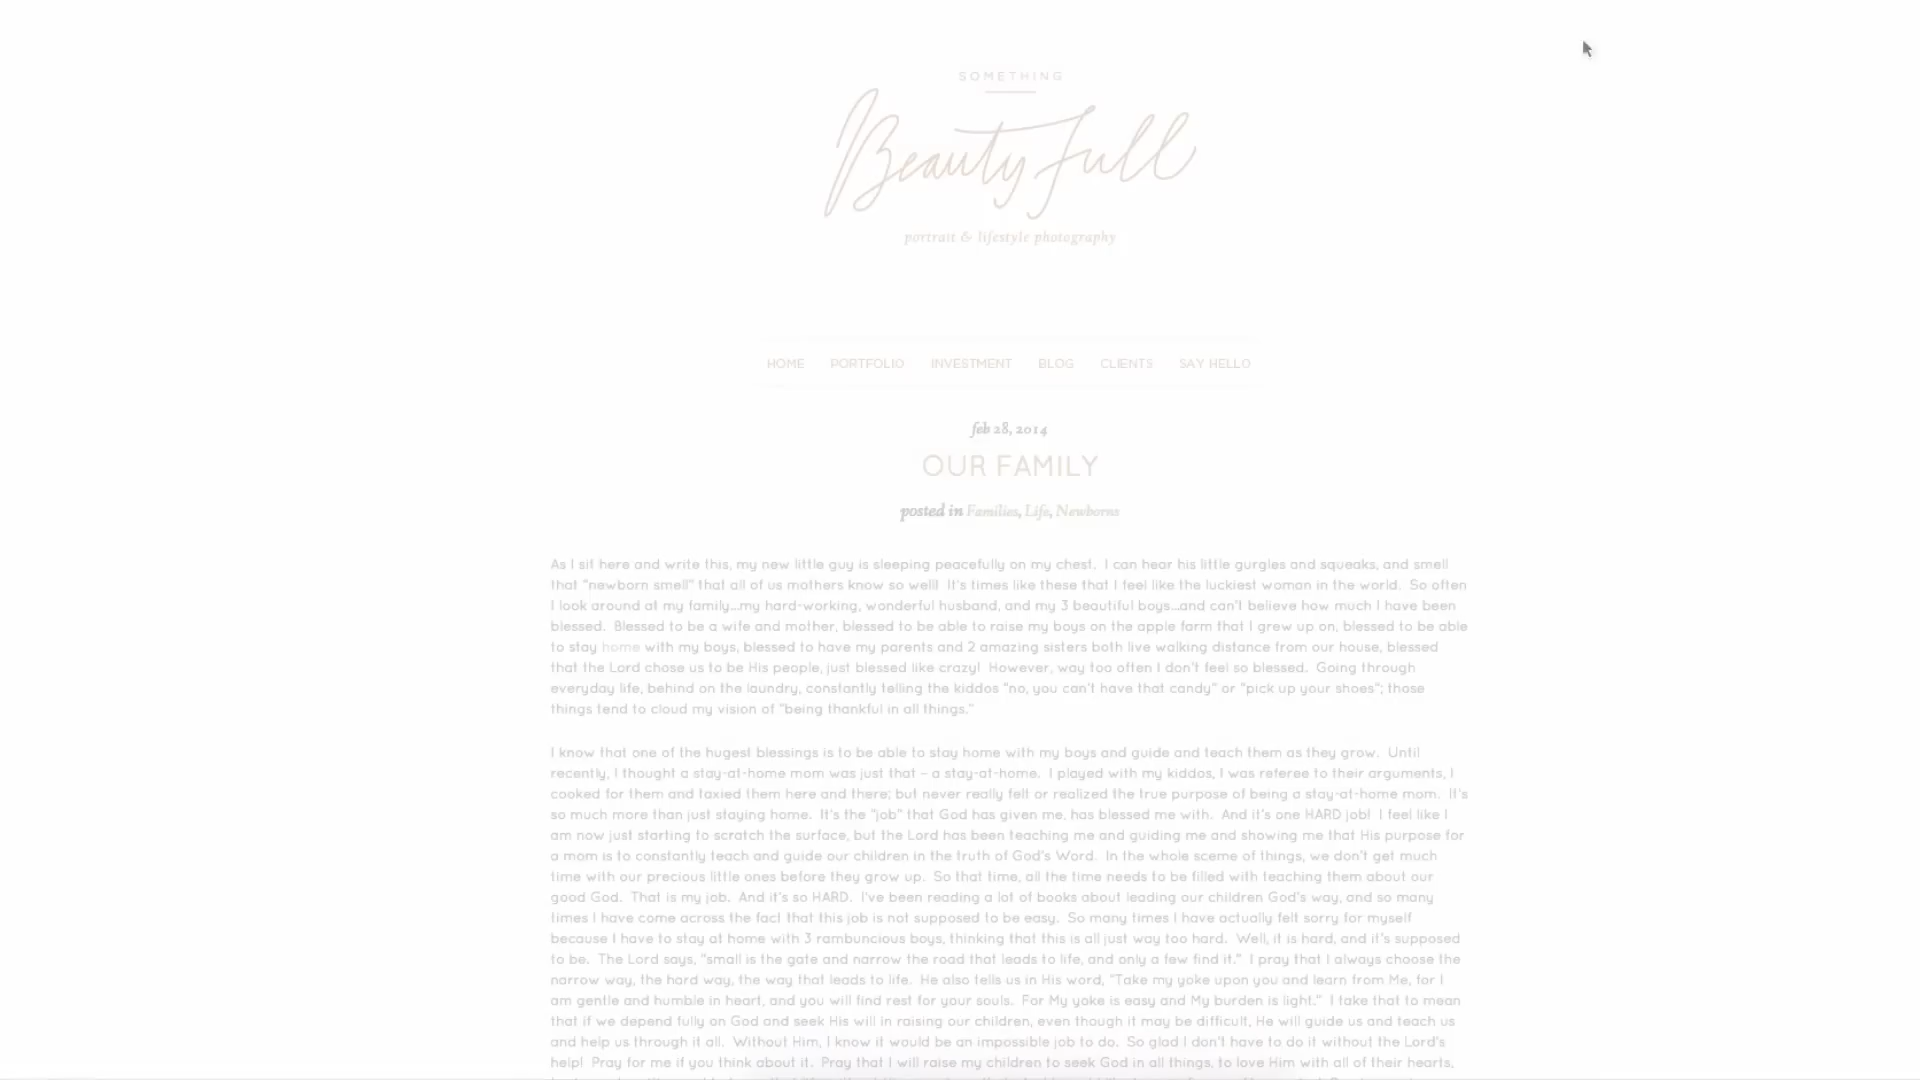 SOMETHING
Beauty Full
portrait & lifestyle photography
HOME PORTFOLIO INVESTMENT BLOG CLIENTS SAY HELLO
feb 28, 2014
OUR FAMILY
posted in Families, Life, Newborns
As I sit here and write this, my new little guy is sleeping peacefully on my chest. I can hear his little gurgles and squeaks, and smell
that "newborn smell" that all of us mothers know so well! It's times like these that I feel like the luckiest woman in the world. So often
I look around at my family...my hard-working, wonderful husband, and my 3 beautiful boys...and can't believe how much I have been
blessed. Blessed to be a wife and mother, blessed to be able to raise my boys on the apple farm that I grew up on, blessed to be able
to stay home with my boys, blessed to have my parents and 2 amazing sisters both live walking distance from our house, blessed
that the Lord chose us to be His people, just blessed like crazy! However, way too often I don't feel so blessed. Going through
everyday life, behind on the laundry, constantly telling the kiddos "no, you can't have that candy" or "pick up your shoes"; those
things tend to cloud my vision of "being thankful in all things."
I know that one of the hugest blessings is to be able to stay home with my boys and guide and teach them as they grow. Until
recently, I thought a stay-at-home mom was just that – a stay-at-home. I played with my kiddos, I was referee to their arguments, I
cooked for them and taxied them here and there; but never really felt or realized the true purpose of being a stay-at-home mom. It's
so much more than just staying home. It's the "job" that God has given me, has blessed me with. And it's one HARD job! I feel like I
am now just starting to scratch the surface, but the Lord has been teaching me and guiding me and showing me that His purpose for
a mom is to constantly teach and guide our children in the truth of God's Word. In the whole sceme of things, we don't get much
time with our precious little ones before they grow up. So that time, all the time needs to be filled with teaching them about our
good God. That is my job. And it's so HARD. I've been reading a lot of books about leading our children God's way, and so many
times I have come across the fact that this job is not supposed to be easy. So many times I have actually felt sorry for myself
because I have to stay at home with 3 rambuncious boys, thinking that this is all just way too hard. Well, it is hard, and it's supposed
to be. The Lord says, "small is the gate and narrow the road that leads to life, and only a few find it." I pray that I always choose the
narrow way, the hard way, the way that leads to life. He also tells us in His word, "Take my yoke upon you and learn from Me, for I
am gentle and humble in heart, and you will find rest for your souls. For My yoke is easy and My burden is light." I take that to mean
that if we depend fully on God and seek His will in raising our children, even though it may be difficult, He will guide us and teach us
and help us through it all. Without Him, I know it would be an impossible job to do. So glad I don't have to do it without the Lord's
help! Pray for me if you think about it. Pray that I will raise my children to seek God in all things, to love Him with all of their hearts,